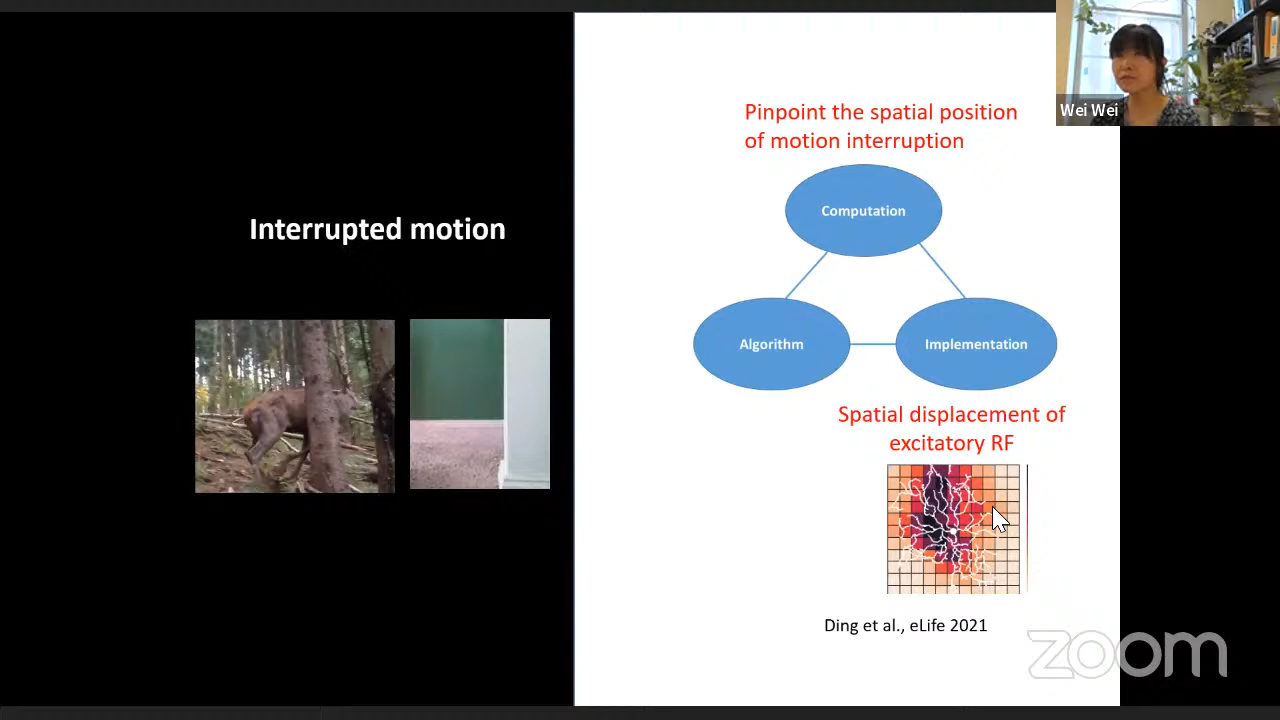 Interrupted motion
Pinpoint the spatial position
of motion interruption
Computation
Algorithm
Implementation
Spatial displacement of
excitatory RF
Ding et al., eLife 2021
Wei Wei
zoom